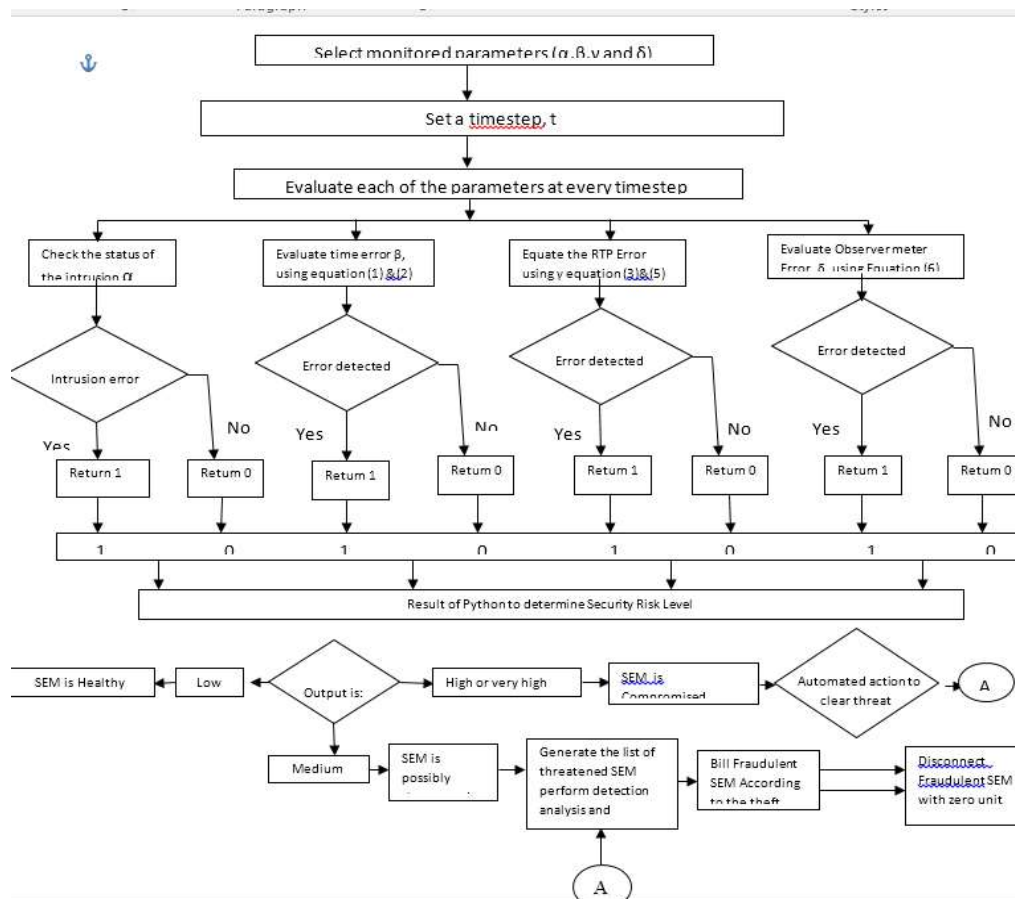 Select monitored parameters (α,β,γ and δ)
Set a timestep, t
Evaluate each of the parameters at every timestep
Check the status of
the intrusion α
Evaluate time error β,
using equation (1) &(2)
Equate the RTP Error
using γ equation (3)&(5)
Evaluate Observer meter
Error, δ, using Equation (6)
Intrusion error
Error detected
Error detected
Error detected
Yes
No
Yes
No
Yes
No
Yes
No
Return 1
Return 0
Return 1
Return 0
Return 1
Return 0
Return 1
Return 0
1 0 1 0 1 0 1 0
Result of Python to determine Security Risk Level
SEM is Healthy
Low
Output is:
High or very high
SEM is
Compromised
Automated action to
clear threat
A
Medium
SEM is
possibly
Generate the list of
threatened SEM
perform detection
analysis and
Bill Fraudulent
SEM According
to the theft
Disconnect
Fraudulent SEM
with zero unit
A